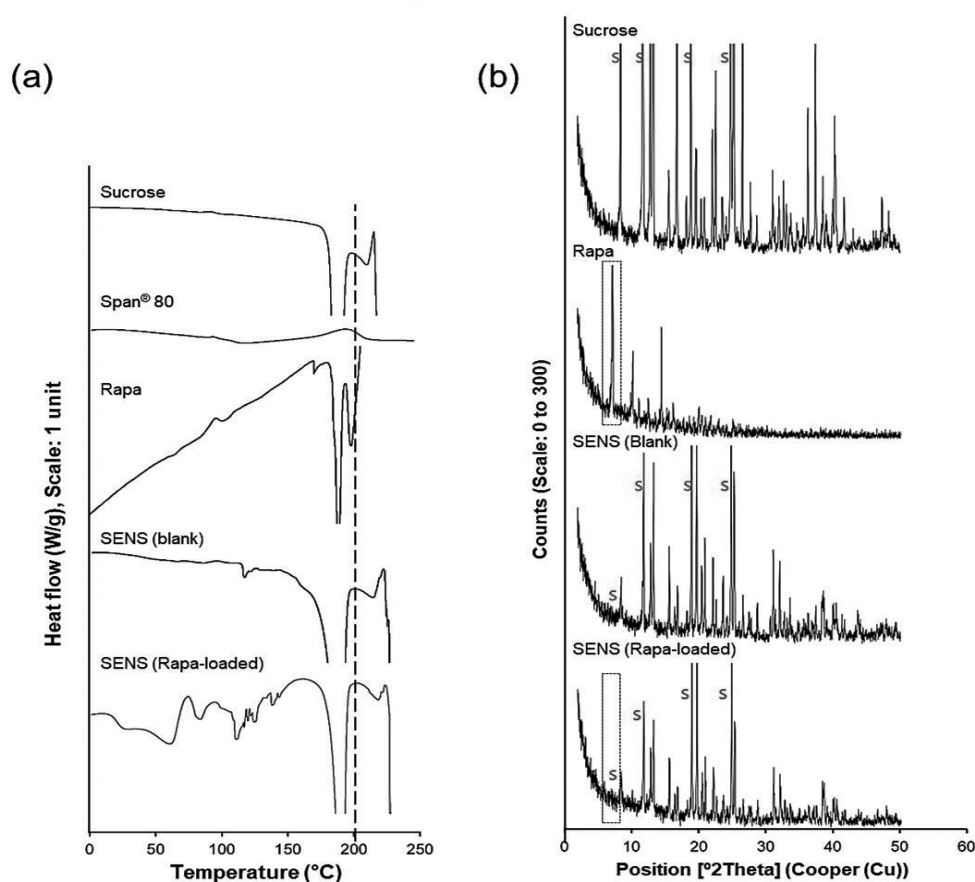 (a)
Sucrose
Span® 80
Rapa
SENS (blank)
SENS (Rapa-loaded)
Heat flow (W/g), Scale: 1 unit
0
50
100
150
200
250
Temperature (°C)
(b)
Sucrose
S S S S
Rapa
SENS (Blank)
S S S
S
SENS (Rapa-loaded)
S S
S
S
Counts (Scale: 0 to 300)
0
10
20
30
40
50
60
Position [º2Theta] (Cooper (Cu))